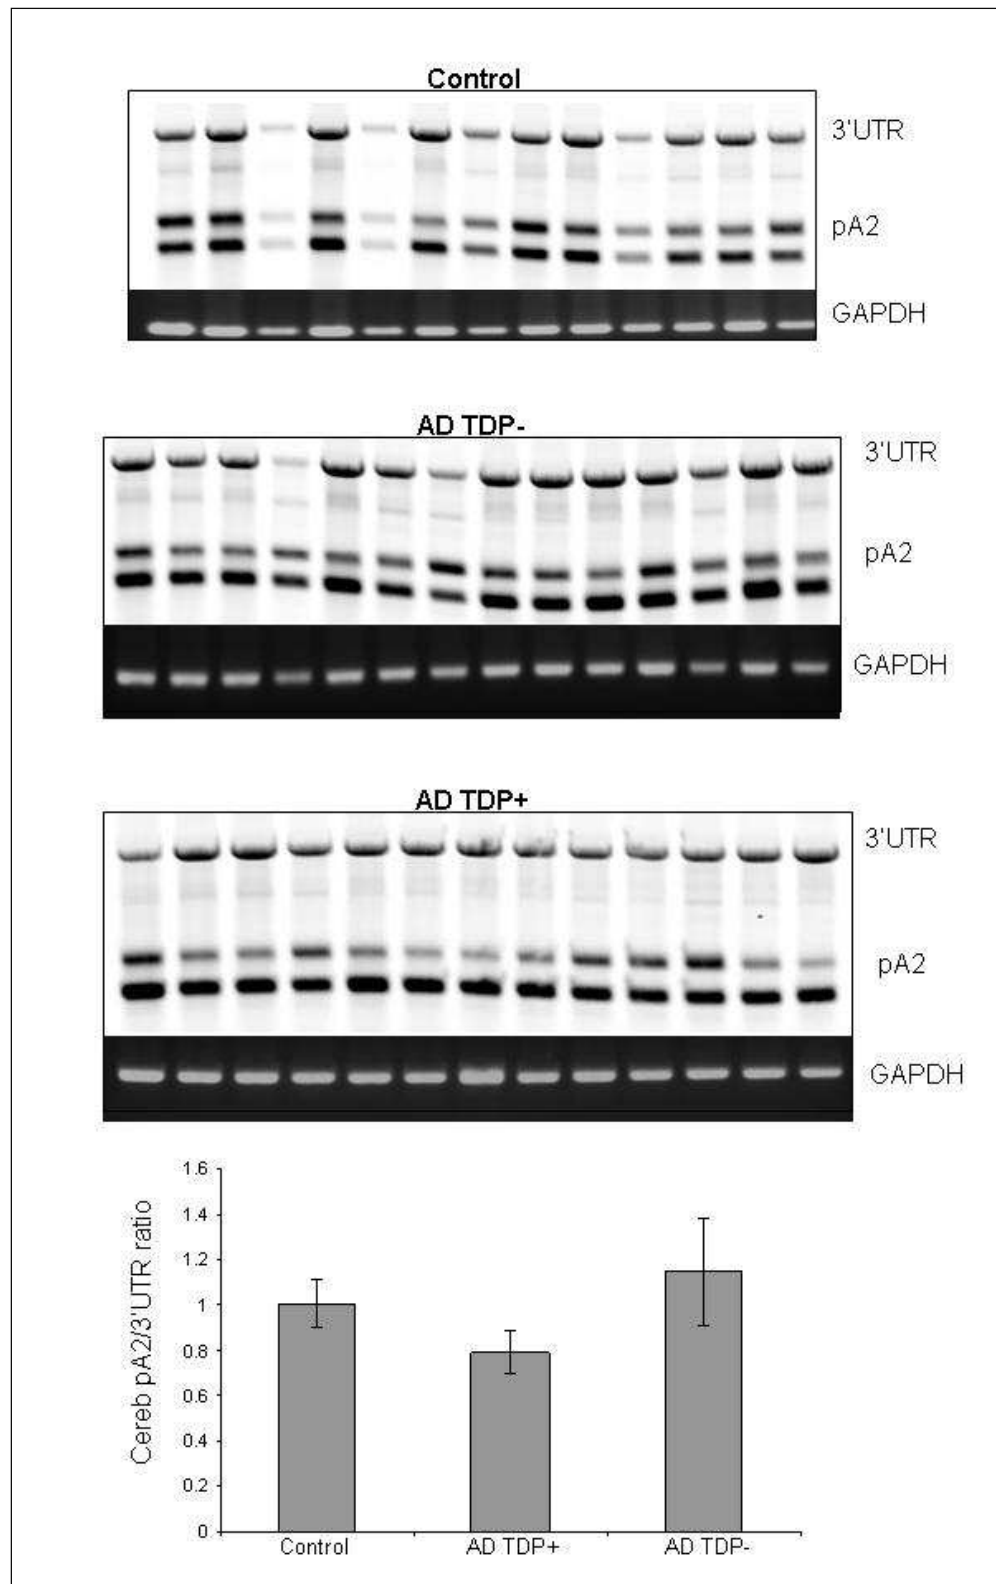 Control
3'UTR
pA2
GAPDH
AD TDP-
3'UTR
pA2
GAPDH
AD TDP+
3'UTR
pA2
GAPDH
Cereb pA2/3'UTR ratio
1.6
1.4
1.2
1
0.8
0.6
0.4
0.2
0
Control AD TDP+ AD TDP-